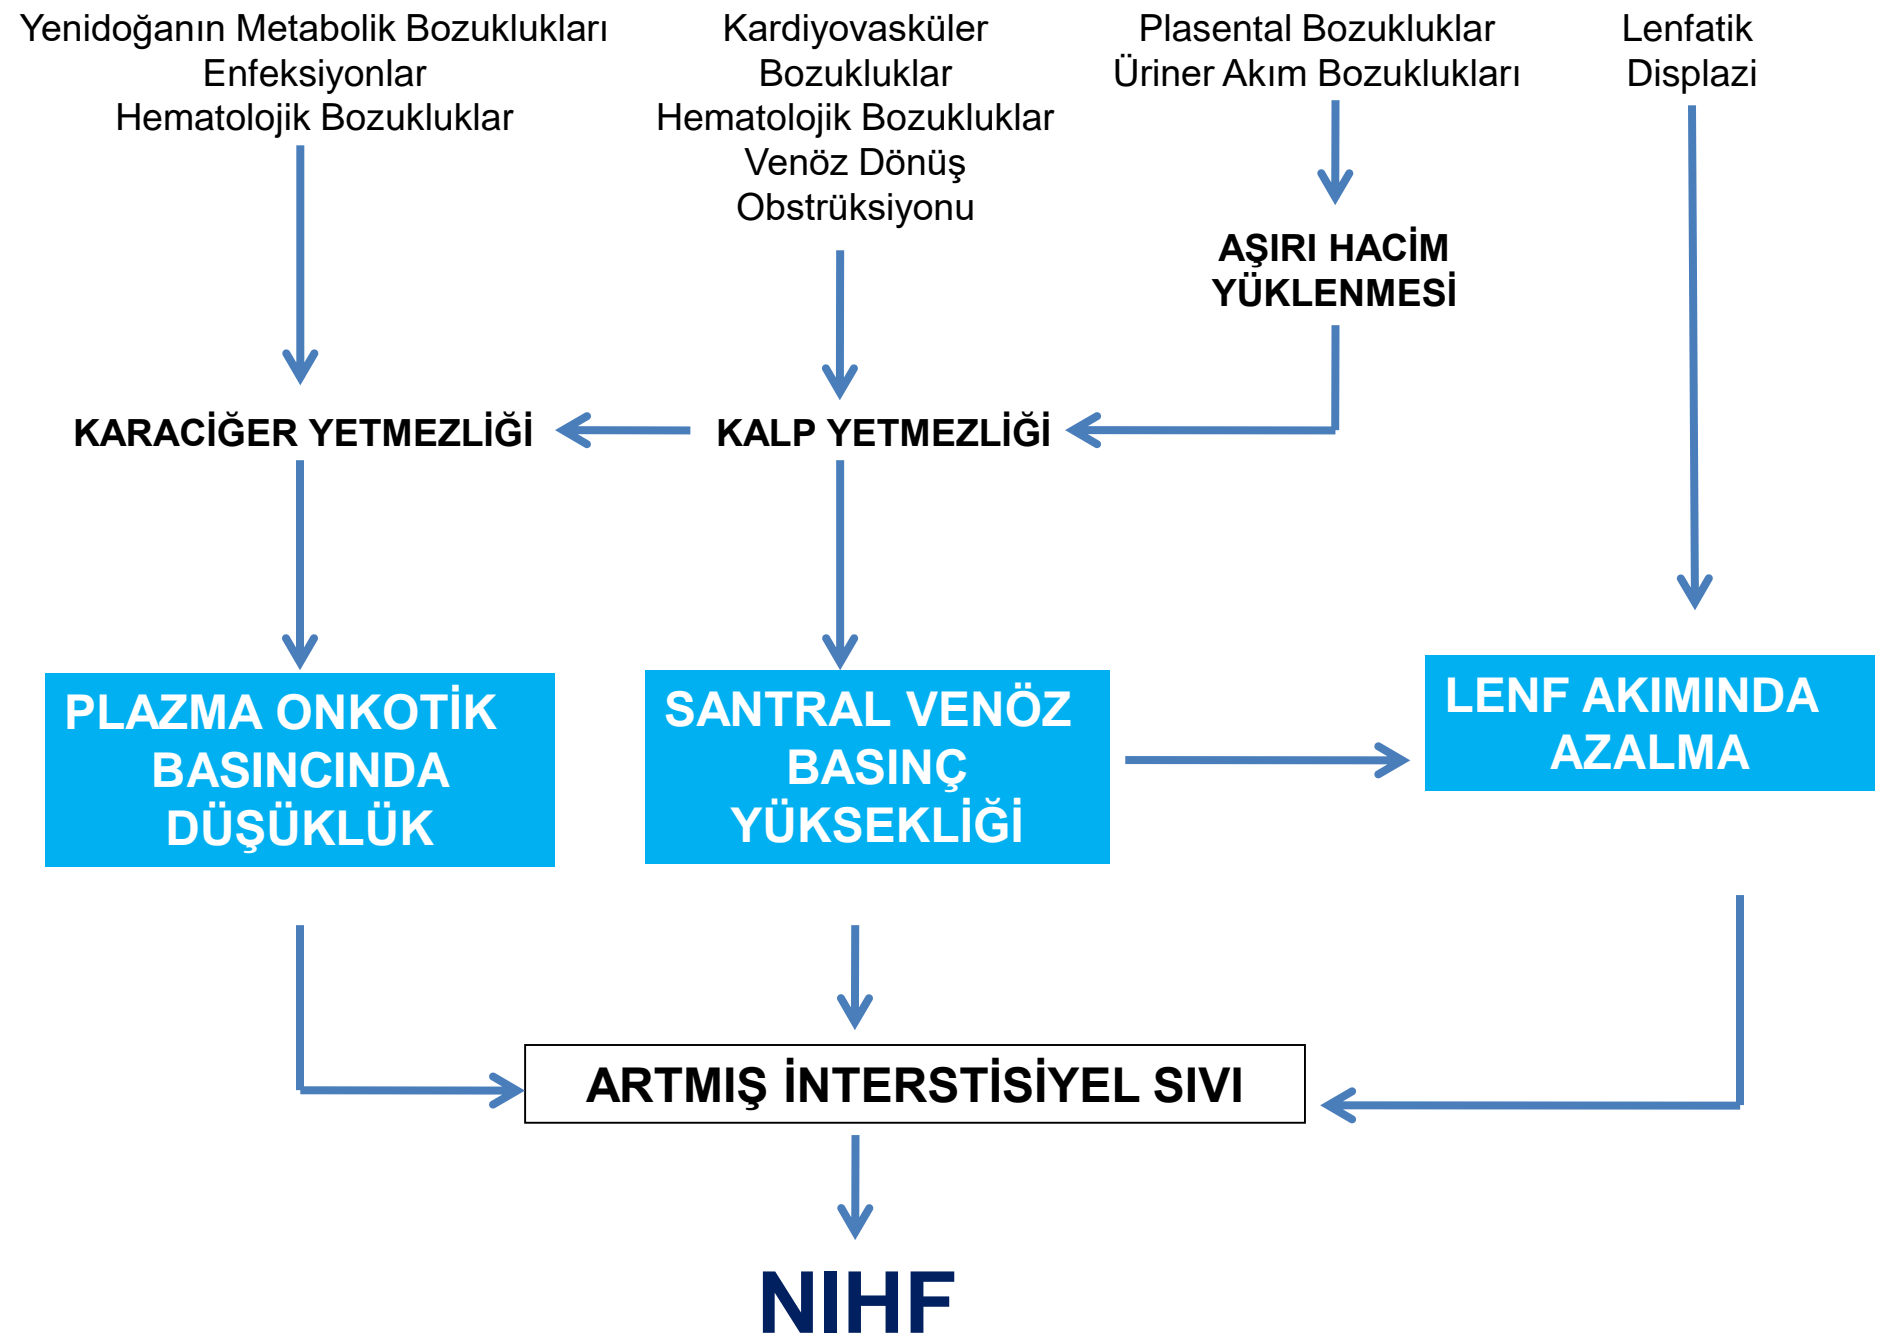 Yenidoğanın Metabolik Bozuklukları
Enfeksiyonlar
Hematolojik Bozukluklar
Kardiyovasküler
Bozukluklar
Hematolojik Bozukluklar
Venöz Dönüş
Obstrüksiyonu
Plasental Bozukluklar
Üriner Akım Bozuklukları
Lenfatik
Displazi
AŞIRI HACİM
YÜKLENMESİ
KARACİĞER YETMEZLİĞİ
KALP YETMEZLİĞİ
PLAZMA ONKOTİK
BASINCINDA
DÜŞÜKLÜK
SANTRAL VENÖZ
BASINÇ
YÜKSEKLİĞİ
LENF AKIMINDA
AZALMA
ARTMIŞ İNTERSTİSİYEL SIVI
NIHF